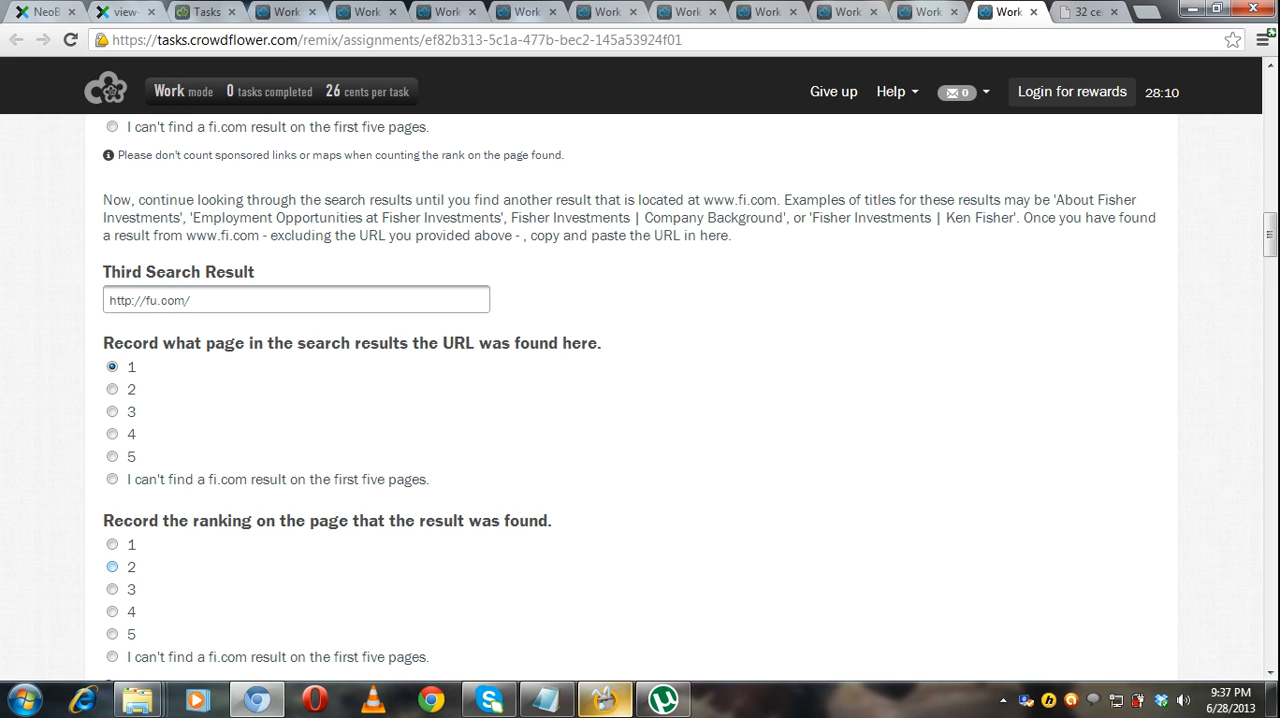 NeoB
view-
Tasks
Work
Work
Work
Work
Work
Work
Work
Work
Work
Work
32 ce
https://tasks.crowdflower.com/remix/assignments/ef82b313-5c1a-477b-bec2-145a53924f01
Work mode 0 tasks completed 26 cents per task
Give up Help 0 Login for rewards 28:10
I can't find a fi.com result on the first five pages.
Please don't count sponsored links or maps when counting the rank on the page found.
Now, continue looking through the search results until you find another result that is located at www.fi.com. Examples of titles for these results may be 'About Fisher
Investments', 'Employment Opportunities at Fisher Investments', Fisher Investments | Company Background', or 'Fisher Investments | Ken Fisher'. Once you have found
a result from www.fi.com - excluding the URL you provided above - , copy and paste the URL in here.
Third Search Result
http://fu.com/
Record what page in the search results the URL was found here.
1
2
3
4
5
I can't find a fi.com result on the first five pages.
Record the ranking on the page that the result was found.
1
2
3
4
5
I can't find a fi.com result on the first five pages.
9:37 PM
6/28/2013